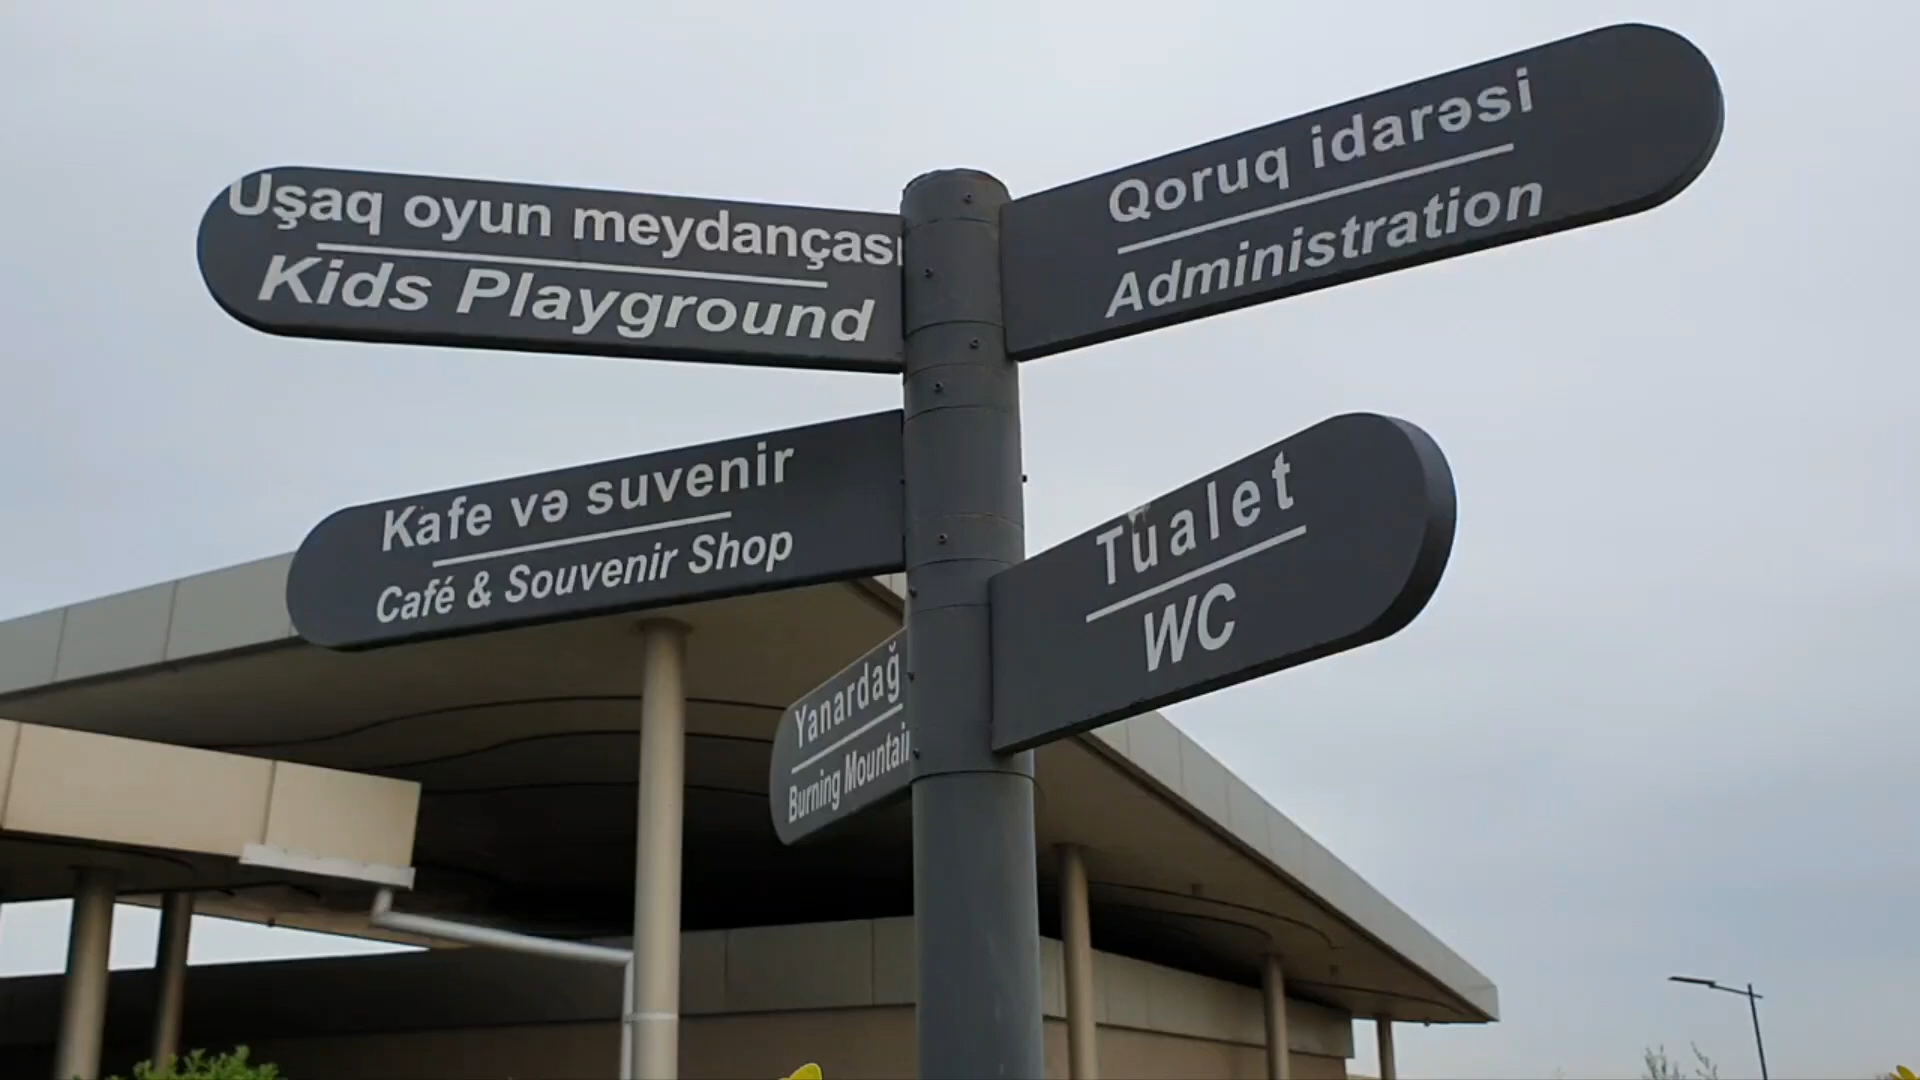 Uşaq oyun meydançası
Kids Playground
Qoruq idarəsi
Administration
Kafe və suvenir
Café & Souvenir Shop
Tualet
WC
Yanardağ
Burning Mountain